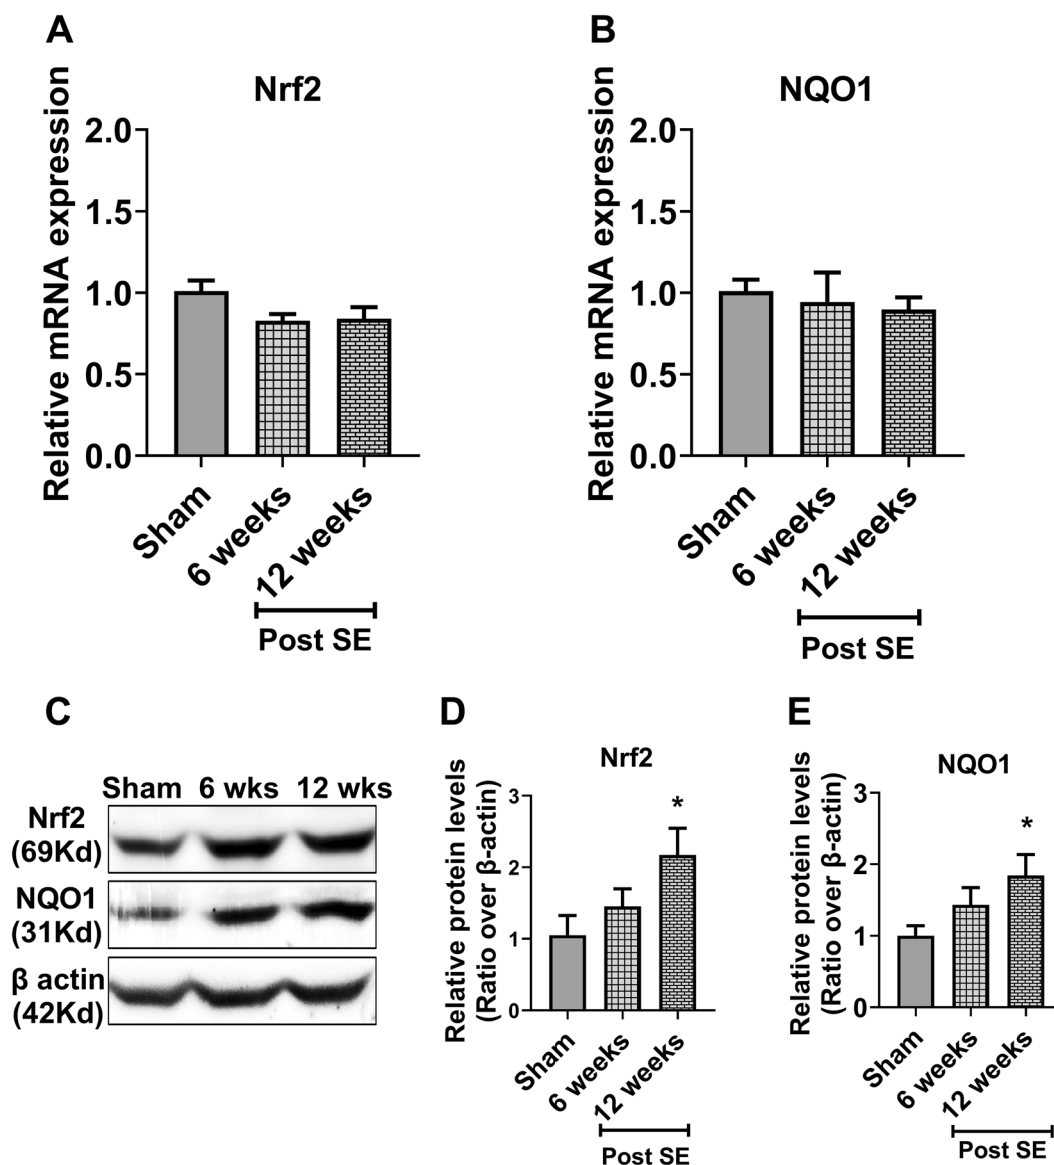 A
Nrf2
Relative mRNA expression
2.0
1.5
1.0
0.5
0.0
Sham
6 weeks
12 weeks
Post SE
B
NQO1
Relative mRNA expression
2.0
1.5
1.0
0.5
0.0
Sham
6 weeks
12 weeks
Post SE
C
Sham 6 wks 12 wks
Nrf2
(69Kd)
NQO1
(31Kd)
β actin
(42Kd)
D
Nrf2
Relative protein levels
(Ratio over β-actin)
3
2
1
0
*
Sham
6 weeks
12 weeks
Post SE
E
NQO1
Relative protein levels
(Ratio over β-actin)
3
2
1
0
*
Sham
6 weeks
12 weeks
Post SE